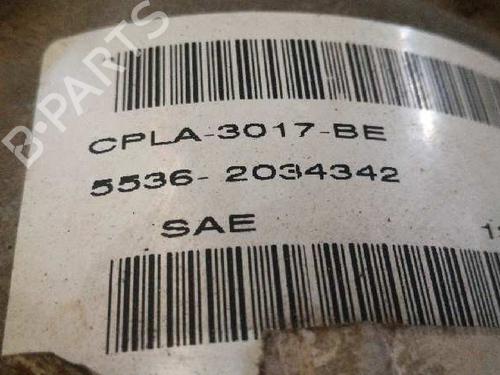 B-PARTS
CPLA-3017-BE
5536- 2034342
SAE